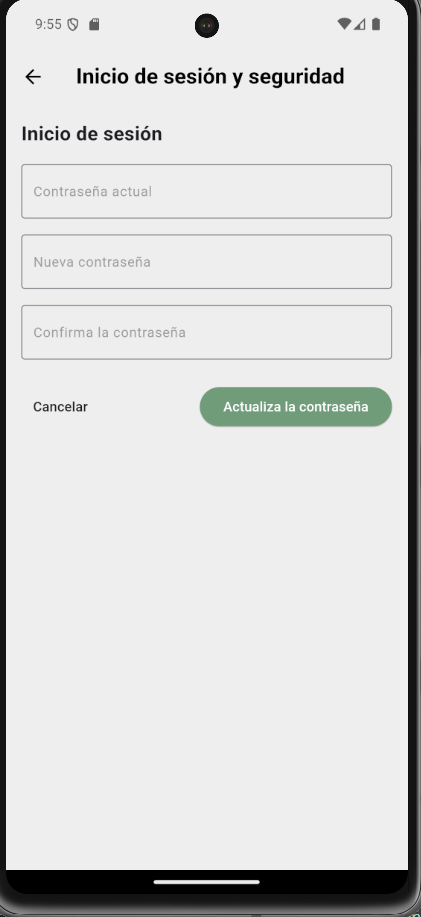 9:55
Inicio de sesión y seguridad
Inicio de sesión
Contraseña actual
Nueva contraseña
Confirma la contraseña
Cancelar
Actualiza la contraseña